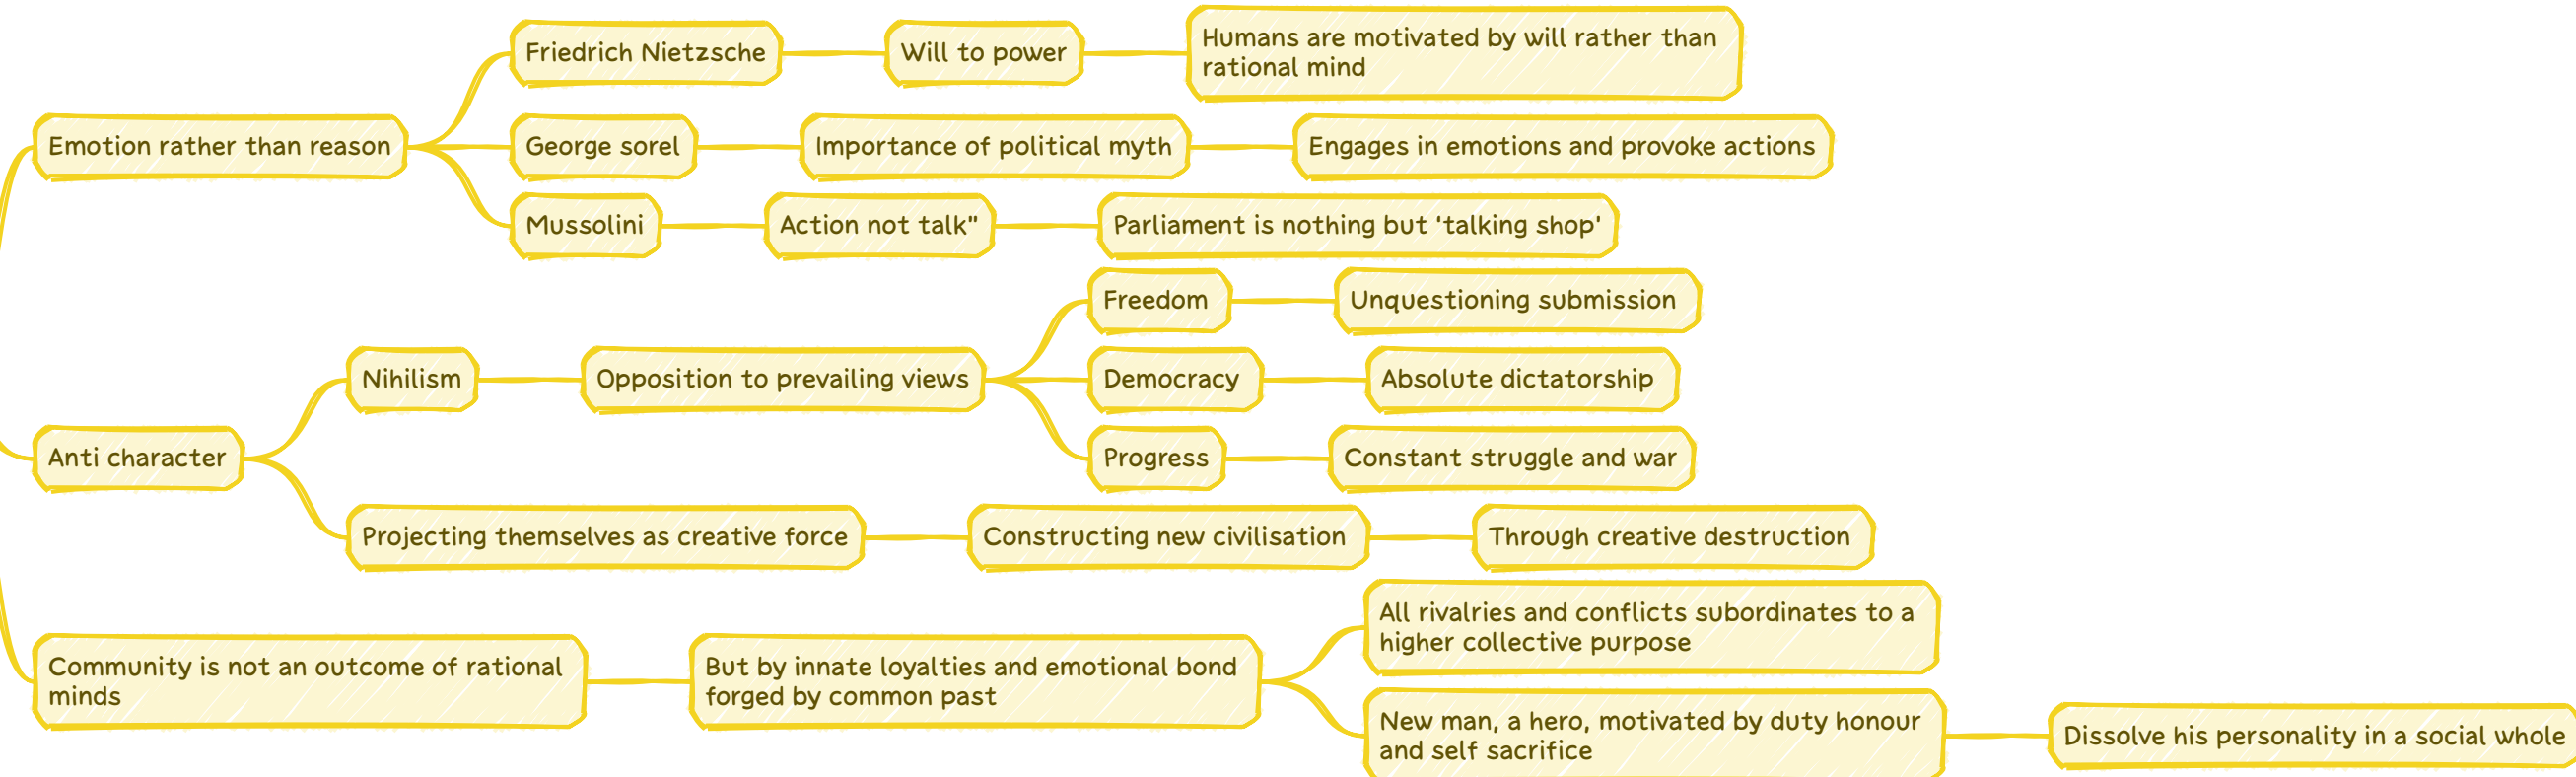 Emotion rather than reason
Friedrich Nietzsche
Will to power
Humans are motivated by will rather than
rational mind
George sorel
Importance of political myth
Engages in emotions and provoke actions
Mussolini
Action not talk"
Parliament is nothing but 'talking shop'
Anti character
Nihilism
Opposition to prevailing views
Freedom
Unquestioning submission
Democracy
Absolute dictatorship
Progress
Constant struggle and war
Projecting themselves as creative force
Constructing new civilisation
Through creative destruction
Community is not an outcome of rational
minds
But by innate loyalties and emotional bond
forged by common past
All rivalries and conflicts subordinates to a
higher collective purpose
New man, a hero, motivated by duty honour
and self sacrifice
Dissolve his personality in a social whole